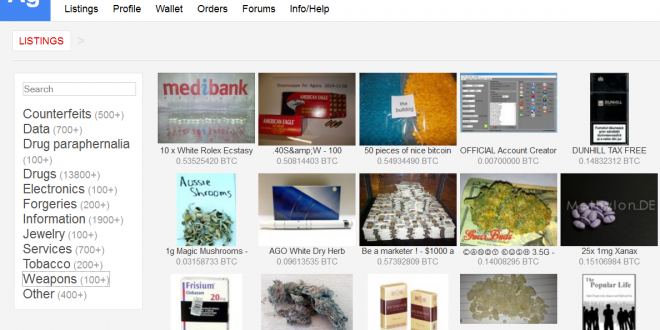 Ag
Listings Profile Wallet Orders Forums Info/Help
LISTINGS >
Search
Counterfeits (500+)
Data (700+)
Drug paraphernalia
(100+)
Drugs (13800+)
Electronics (100+)
Forgeries (200+)
Information (1900+)
Jewelry (100+)
Services (700+)
Tobacco (200+)
Weapons (100+)
Other (400+)
medibank
AMERICAN EAGLE
AMERICAN EAGLE
the bulldog
DUNHILL
10 x White Rolex Ecstasy
0.53525420 BTC
.40S&amp;W - 100
0.50814403 BTC
50 pieces of nice bitcoin
0.54934490 BTC
OFFICIAL Account Creator
0.00700000 BTC
DUNHILL TAX FREE
0.14832312 BTC
Aussie
Shrooms
1g Magic Mushrooms -
0.03158733 BTC
AGO White Dry Herb
0.09613535 BTC
Be a marketer ! - $1000 a
0.57392809 BTC
3.5G -
0.14008295 BTC
25x 1mg Xanax
0.15106984 BTC
Frisium
Clobazam
20mg
The Popular Life